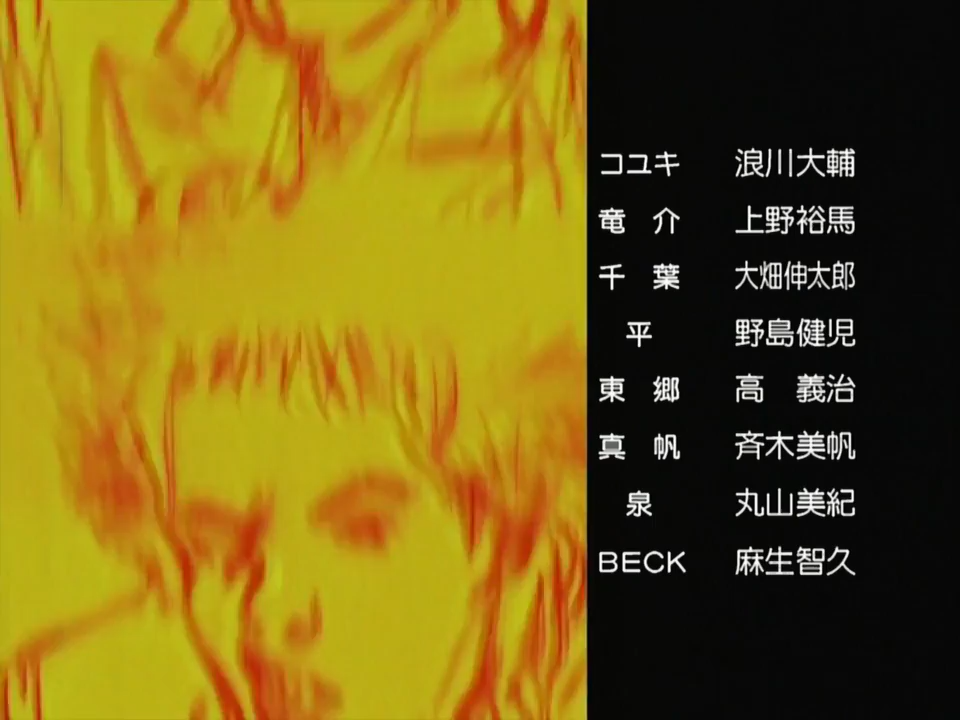 コユキ 浪川大輔
竜 介 上野裕馬
千 葉 大畑伸太郎
平 野島健児
東 郷 高 義治
真 帆 斉木美帆
泉 丸山美紀
BECK 麻生智久